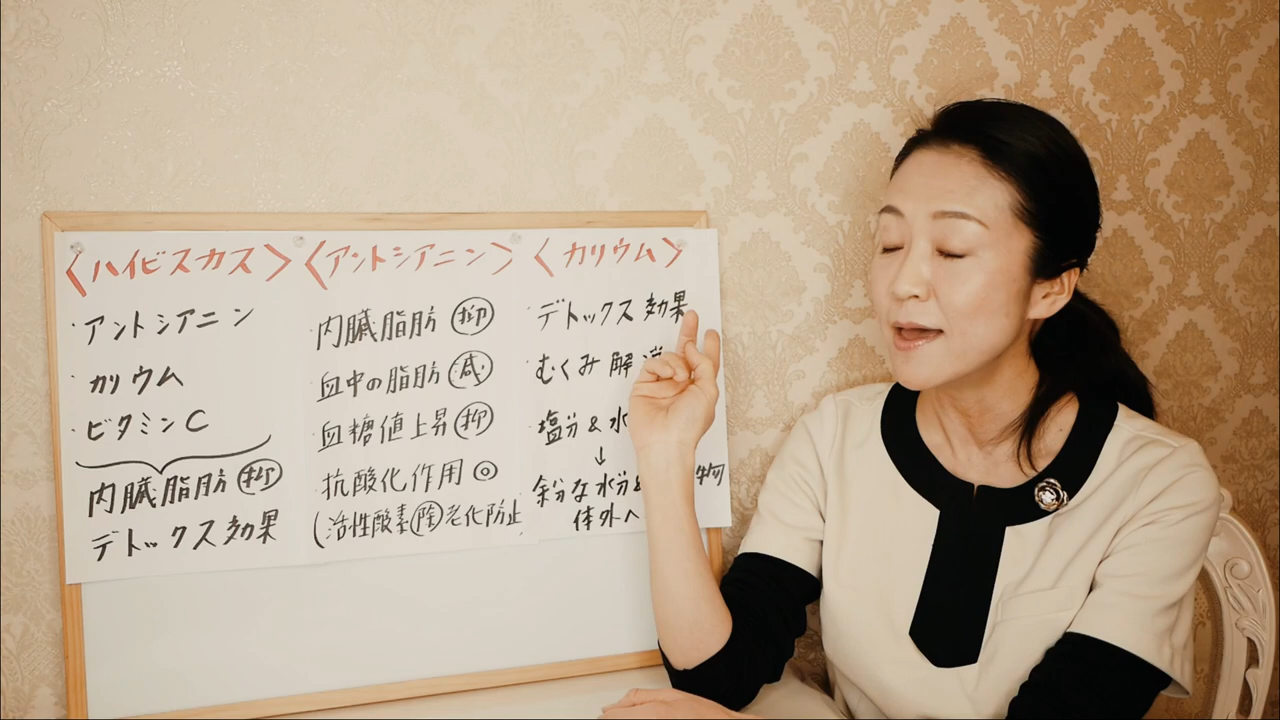 〈ハイビスカス〉
・アントシアニン
・カリウム
・ビタミンC
内臓脂肪㊥抑
デトックス効果
〈アントシアニン〉
・内臓脂肪 抑
・血中の脂肪 減
・血糖値上昇 抑
・抗酸化作用 ◎
(活性酸素 除 老化防止
〈カリウム〉
・デトックス効果
・むくみ解
・塩分&水
↓
余分な水分&
体外へ